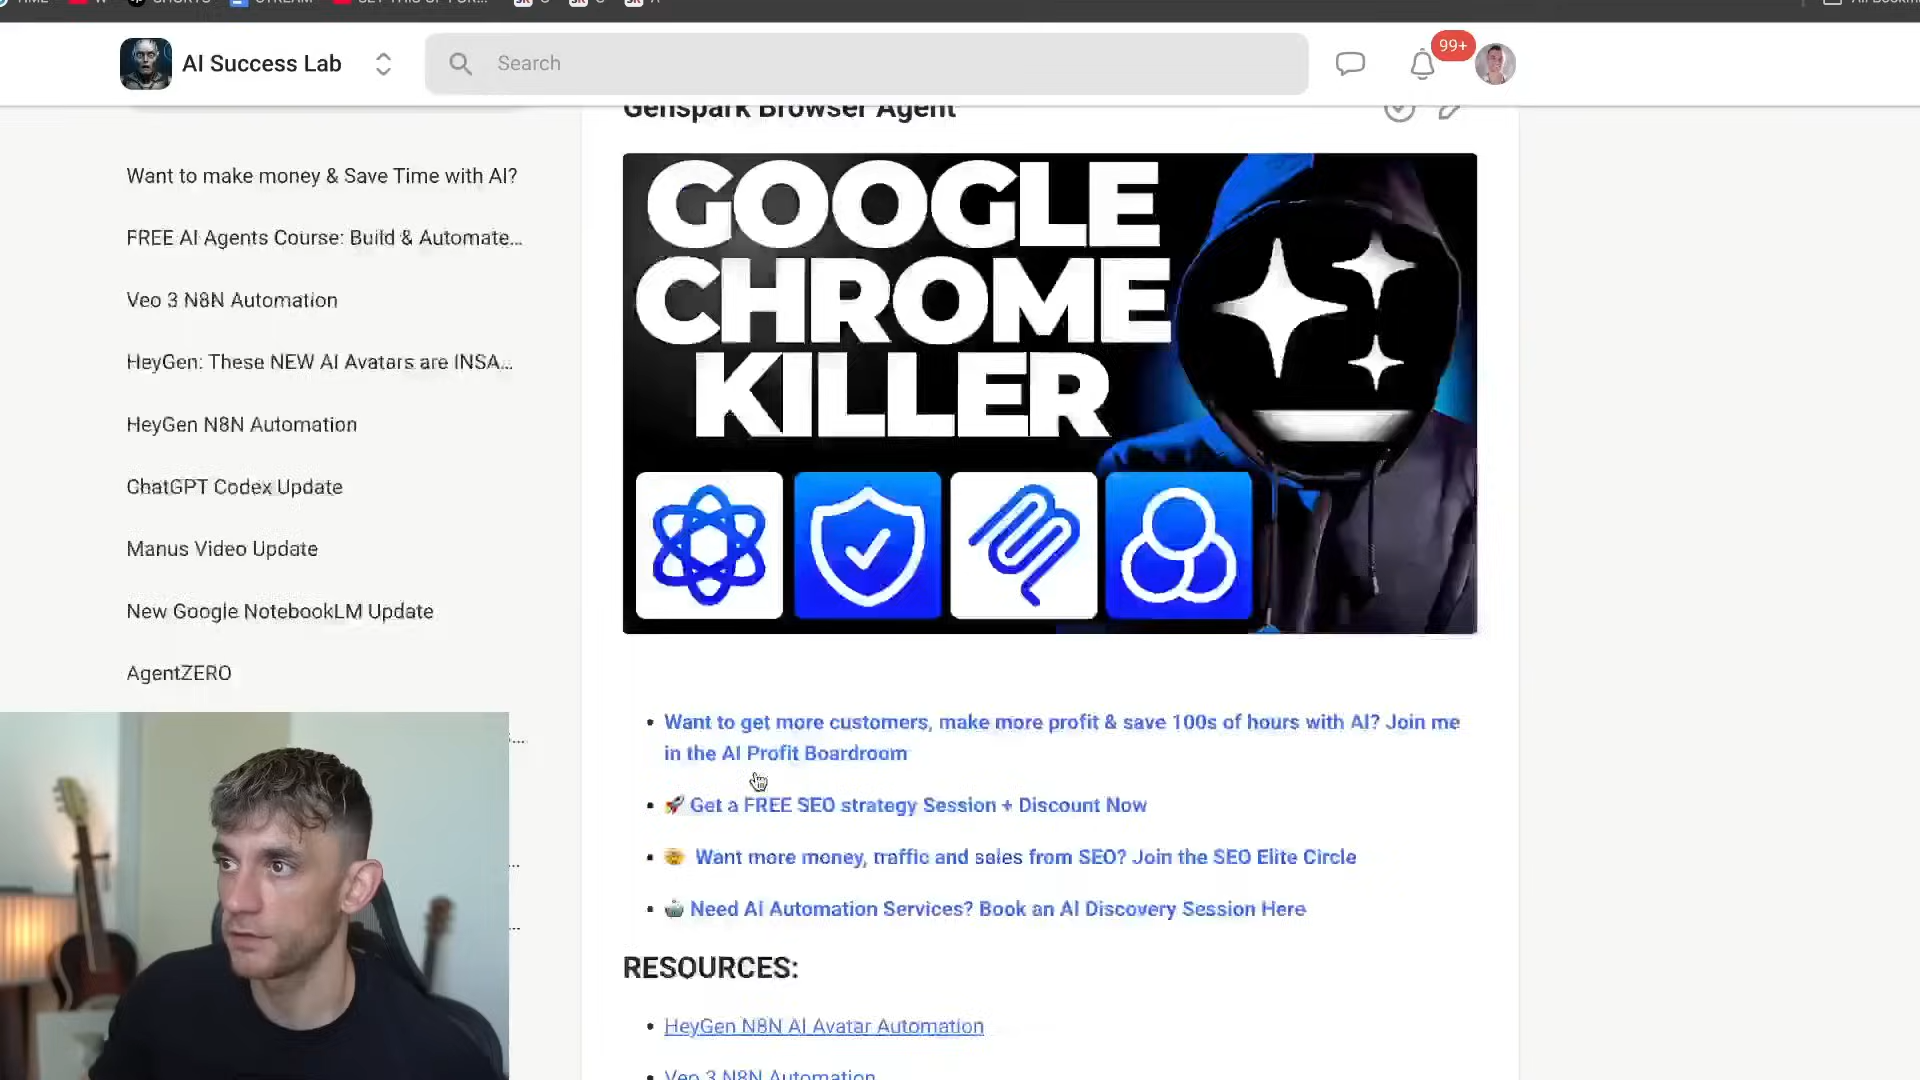 AI Success Lab
Search
99+
Genspark Browser Agent
Want to make money & Save Time with AI?
FREE AI Agents Course: Build & Automate...
Veo 3 N8N Automation
HeyGen: These NEW AI Avatars are INSA...
HeyGen N8N Automation
ChatGPT Codex Update
Manus Video Update
New Google NotebookLM Update
AgentZERO
GOOGLE
CHROME
KILLER
Want to get more customers, make more profit & save 100s of hours with AI? Join me
in the AI Profit Boardroom
🚀 Get a FREE SEO strategy Session + Discount Now
🤯 Want more money, traffic and sales from SEO? Join the SEO Elite Circle
🤖 Need AI Automation Services? Book an AI Discovery Session Here
RESOURCES:
HeyGen N8N AI Avatar Automation
Veo 3 N8N Automation